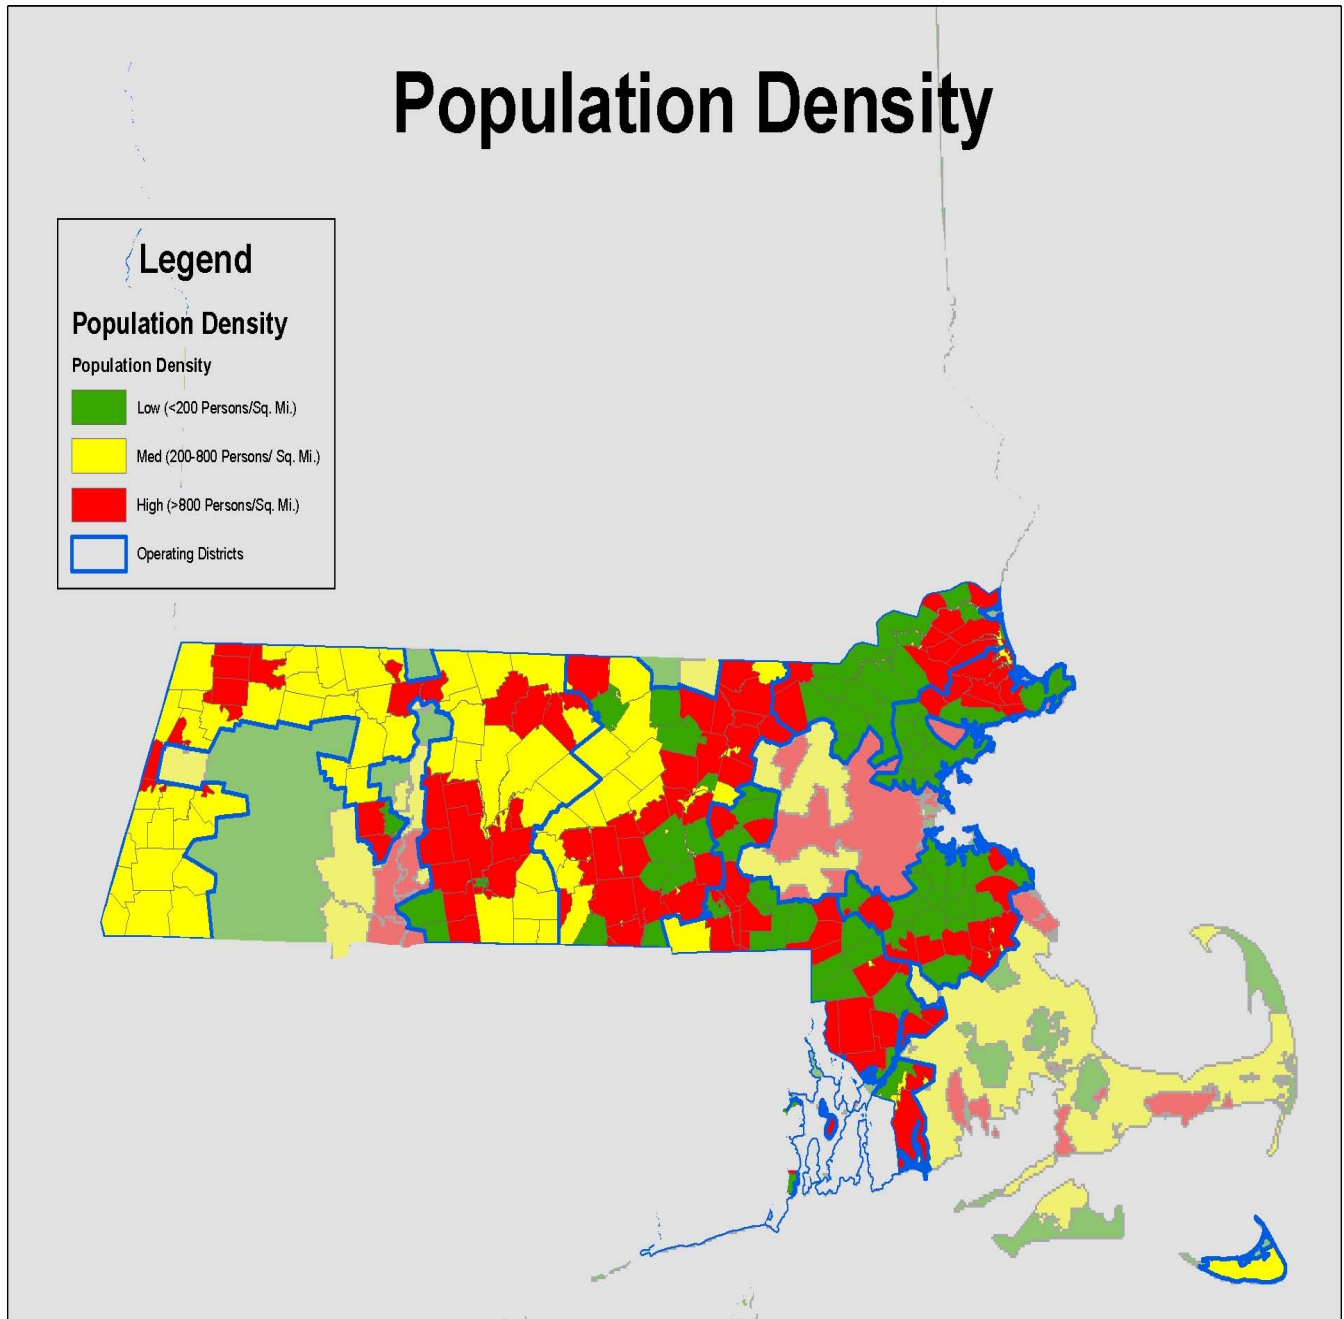 Population Density
Legend
Population Density
Population Density
Low (<200 Persons/Sq. Mi.)
Med (200-800 Persons/ Sq. Mi.)
High (>800 Persons/Sq. Mi.)
Operating Districts